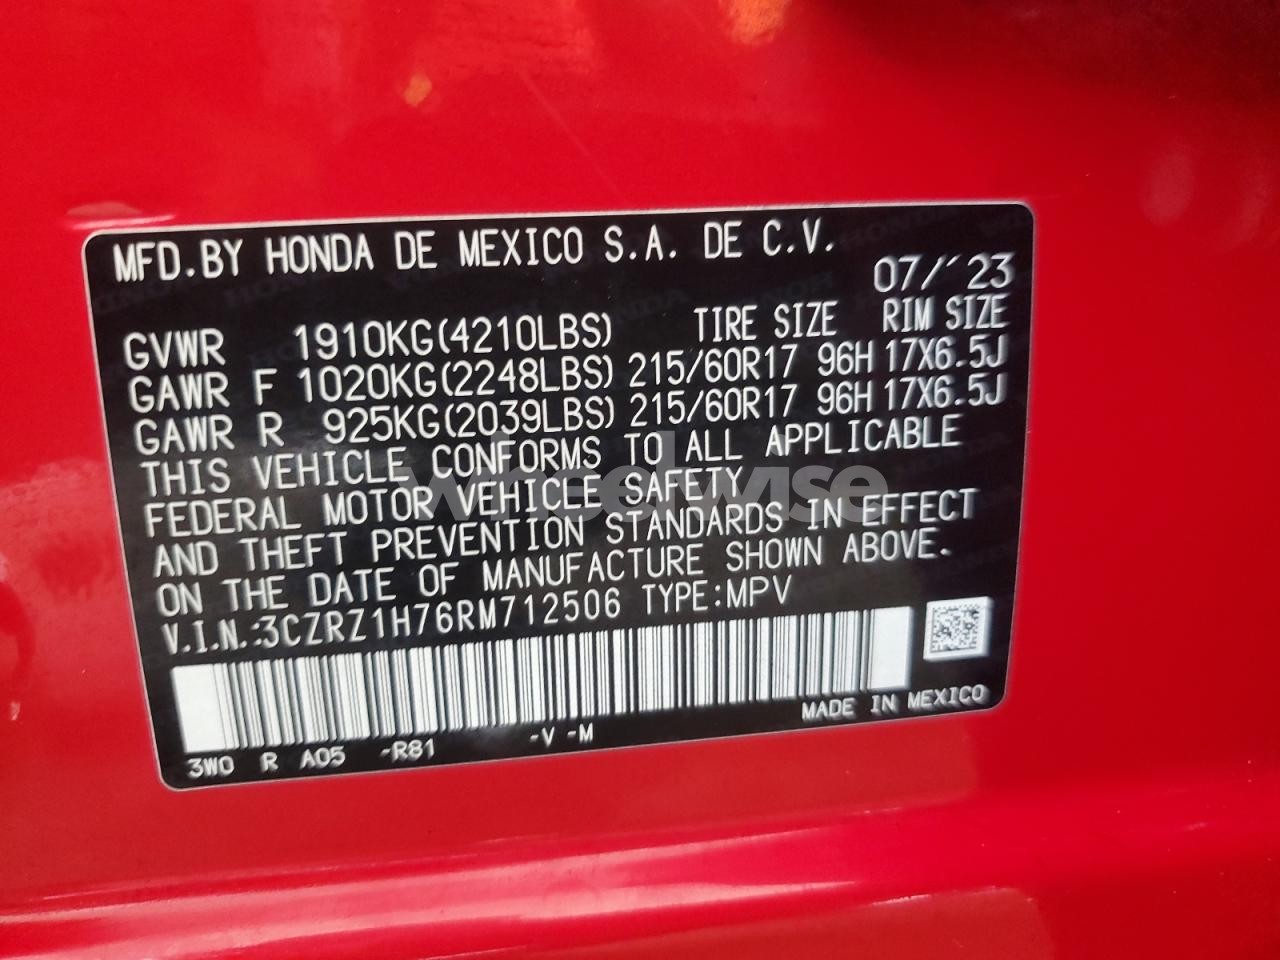 MFD.BY HONDA DE MEXICO S.A. DE C.V.
07/´23
GVWR 1910KG(4210LBS) TIRE SIZE RIM SIZE
GAWR F 1020KG(2248LBS) 215/60R17 96H 17X6.5J
GAWR R 925KG(2039LBS) 215/60R17 96H 17X6.5J
THIS VEHICLE CONFORMS TO ALL APPLICABLE
FEDERAL MOTOR VEHICLE SAFETY
AND THEFT PREVENTION STANDARDS IN EFFECT
ON THE DATE OF MANUFACTURE SHOWN ABOVE.
V.I.N.:3CZRZ1H76RM712506 TYPE:MPV
MADE IN MEXICO
3W0 R A05 -R81 -V -M
wheelwise